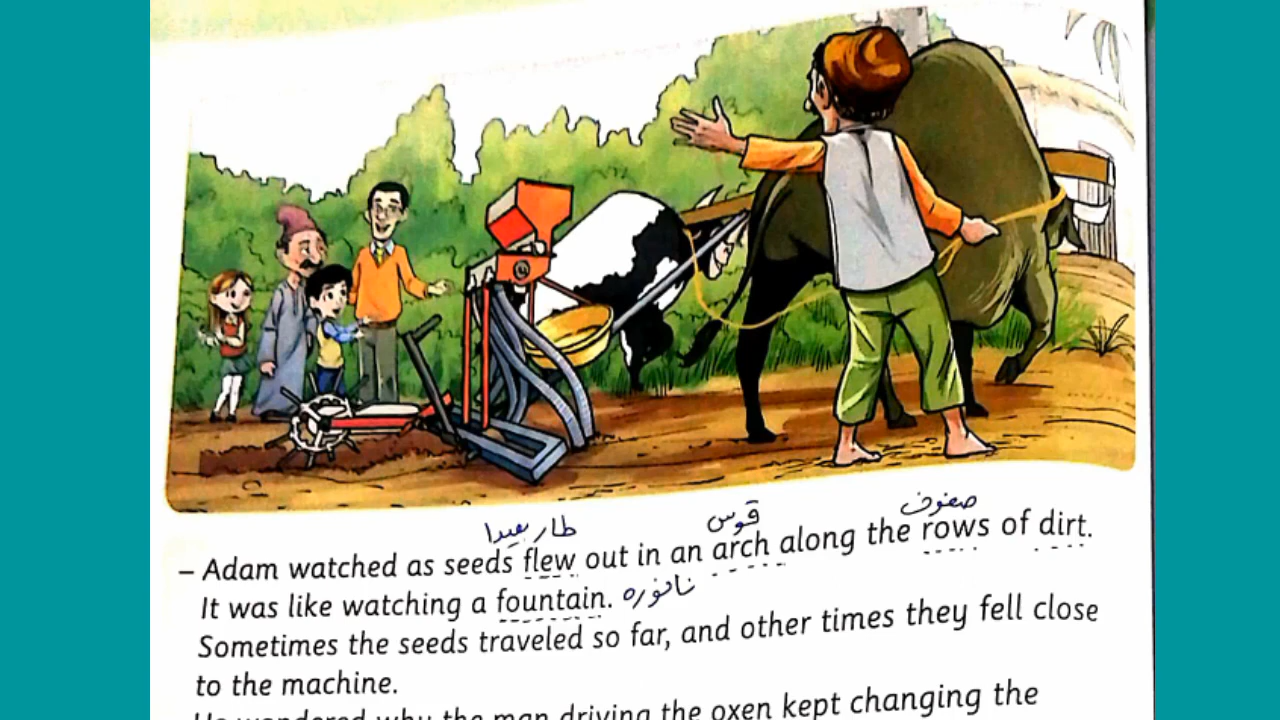 طار بعيدا قوس صفوف
– Adam watched as seeds flew out in an arch along the rows of dirt.
It was like watching a fountain. نافوره
Sometimes the seeds traveled so far, and other times they fell close
to the machine.
He wondered why the man driving the oxen kept changing the